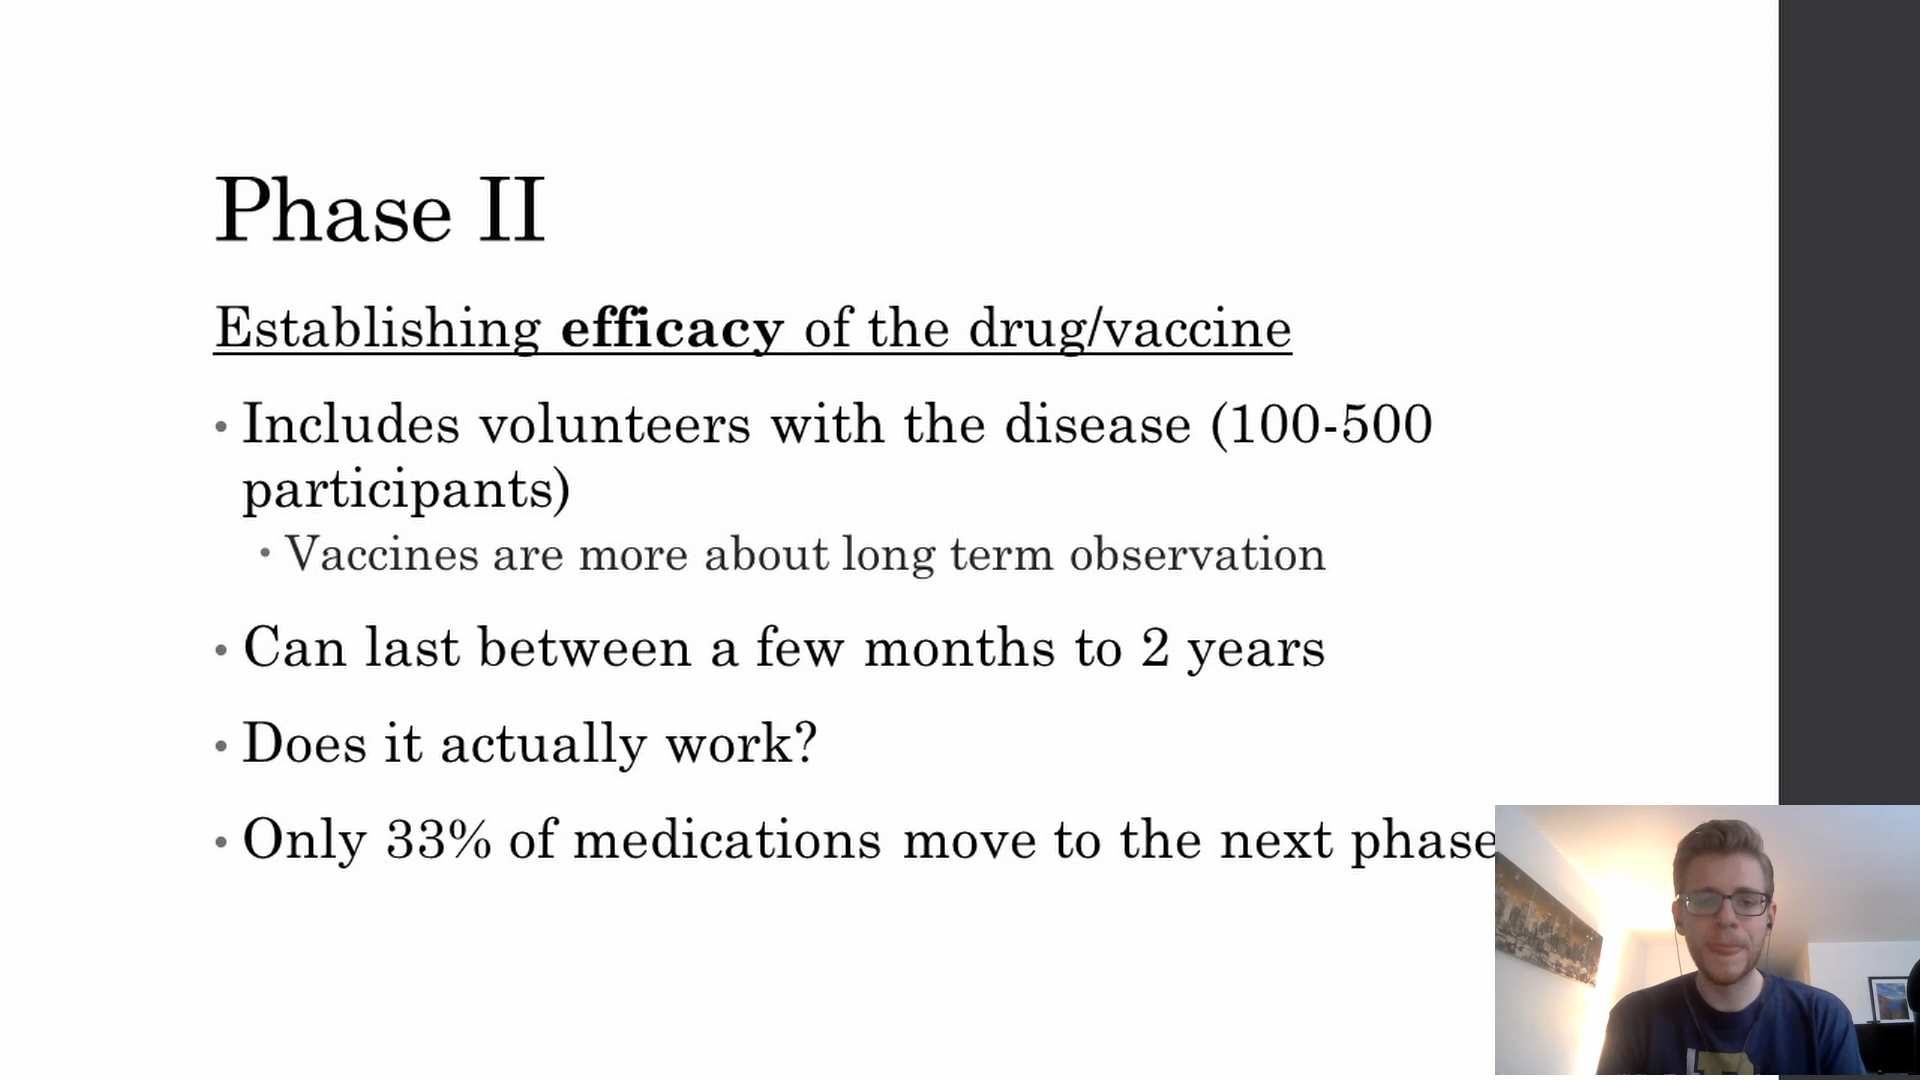 Phase II
Establishing efficacy of the drug/vaccine
• Includes volunteers with the disease (100-500
participants)
• Vaccines are more about long term observation
• Can last between a few months to 2 years
• Does it actually work?
• Only 33% of medications move to the next phase